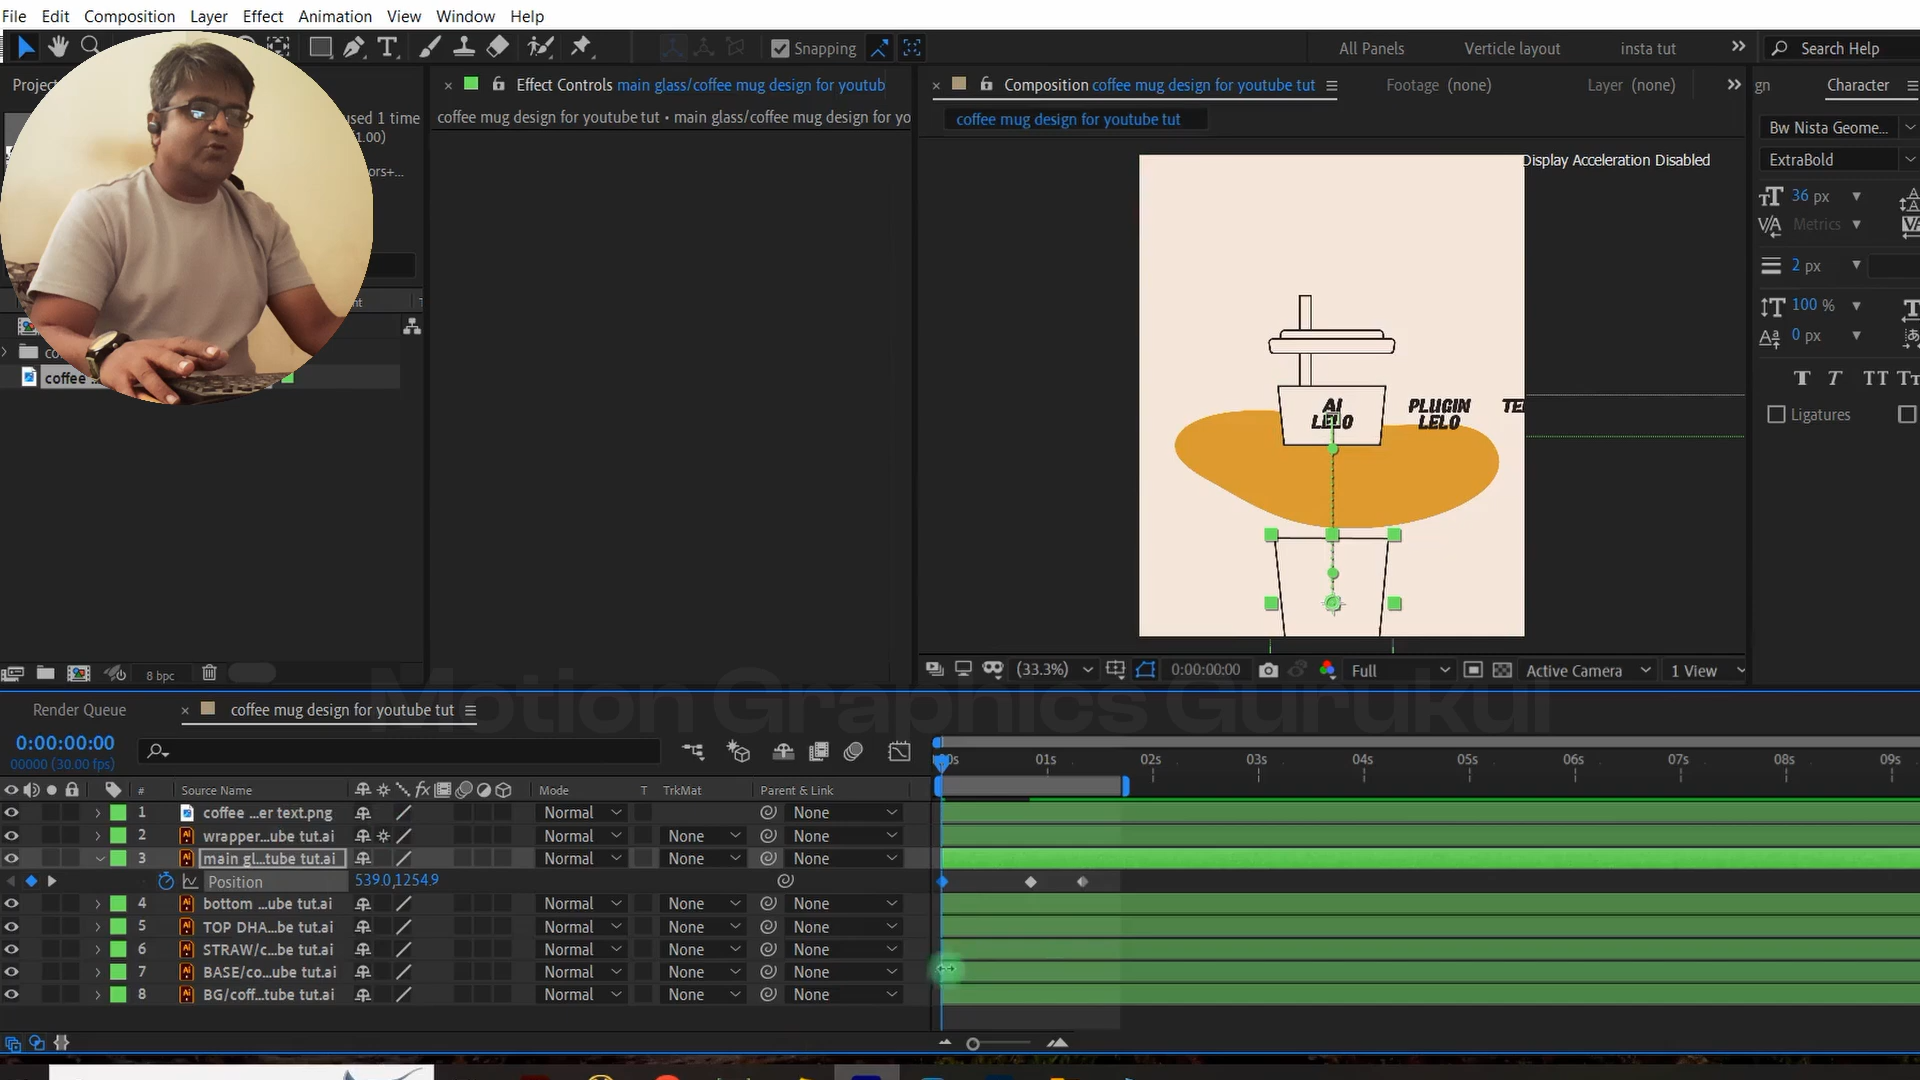 File Edit Composition Layer Effect Animation View Window Help
Snapping
All Panels Verticle layout insta tut Search Help
Effect Controls main glass/coffee mug design for youtub
Composition coffee mug design for youtube tut
Footage (none)
Layer (none)
Character
used 1 time
coffee mug design for youtube tut • main glass/coffee mug design for yo
coffee mug design for youtube tut
Bw Nista Geome...
Display Acceleration Disabled
ExtraBold
36 px
Metrics
2 px
100 %
0 px
T T TT
Ligatures
AI
LELO
PLUGIN
LELO
coffee
8 bpc
(33.3%) 0:00:00:00 Full Active Camera 1 View
Motion Graphics Gurukul
Render Queue coffee mug design for youtube tut
0:00:00:00
00000 (30.00 fps)
01s 02s 03s 04s 05s 06s 07s 08s 09s
# Source Name fx Mode T TrkMat Parent & Link
1 coffee ...er text.png Normal None
2 wrapper...ube tut.ai Normal None None
3 main gl...tube tut.ai Normal None None
Position 539.0,1254.9
4 bottom ...ube tut.ai Normal None None
5 TOP DHA...be tut.ai Normal None None
6 STRAW/c...be tut.ai Normal None None
7 BASE/co...ube tut.ai Normal None None
8 BG/coff...tube tut.ai Normal None None